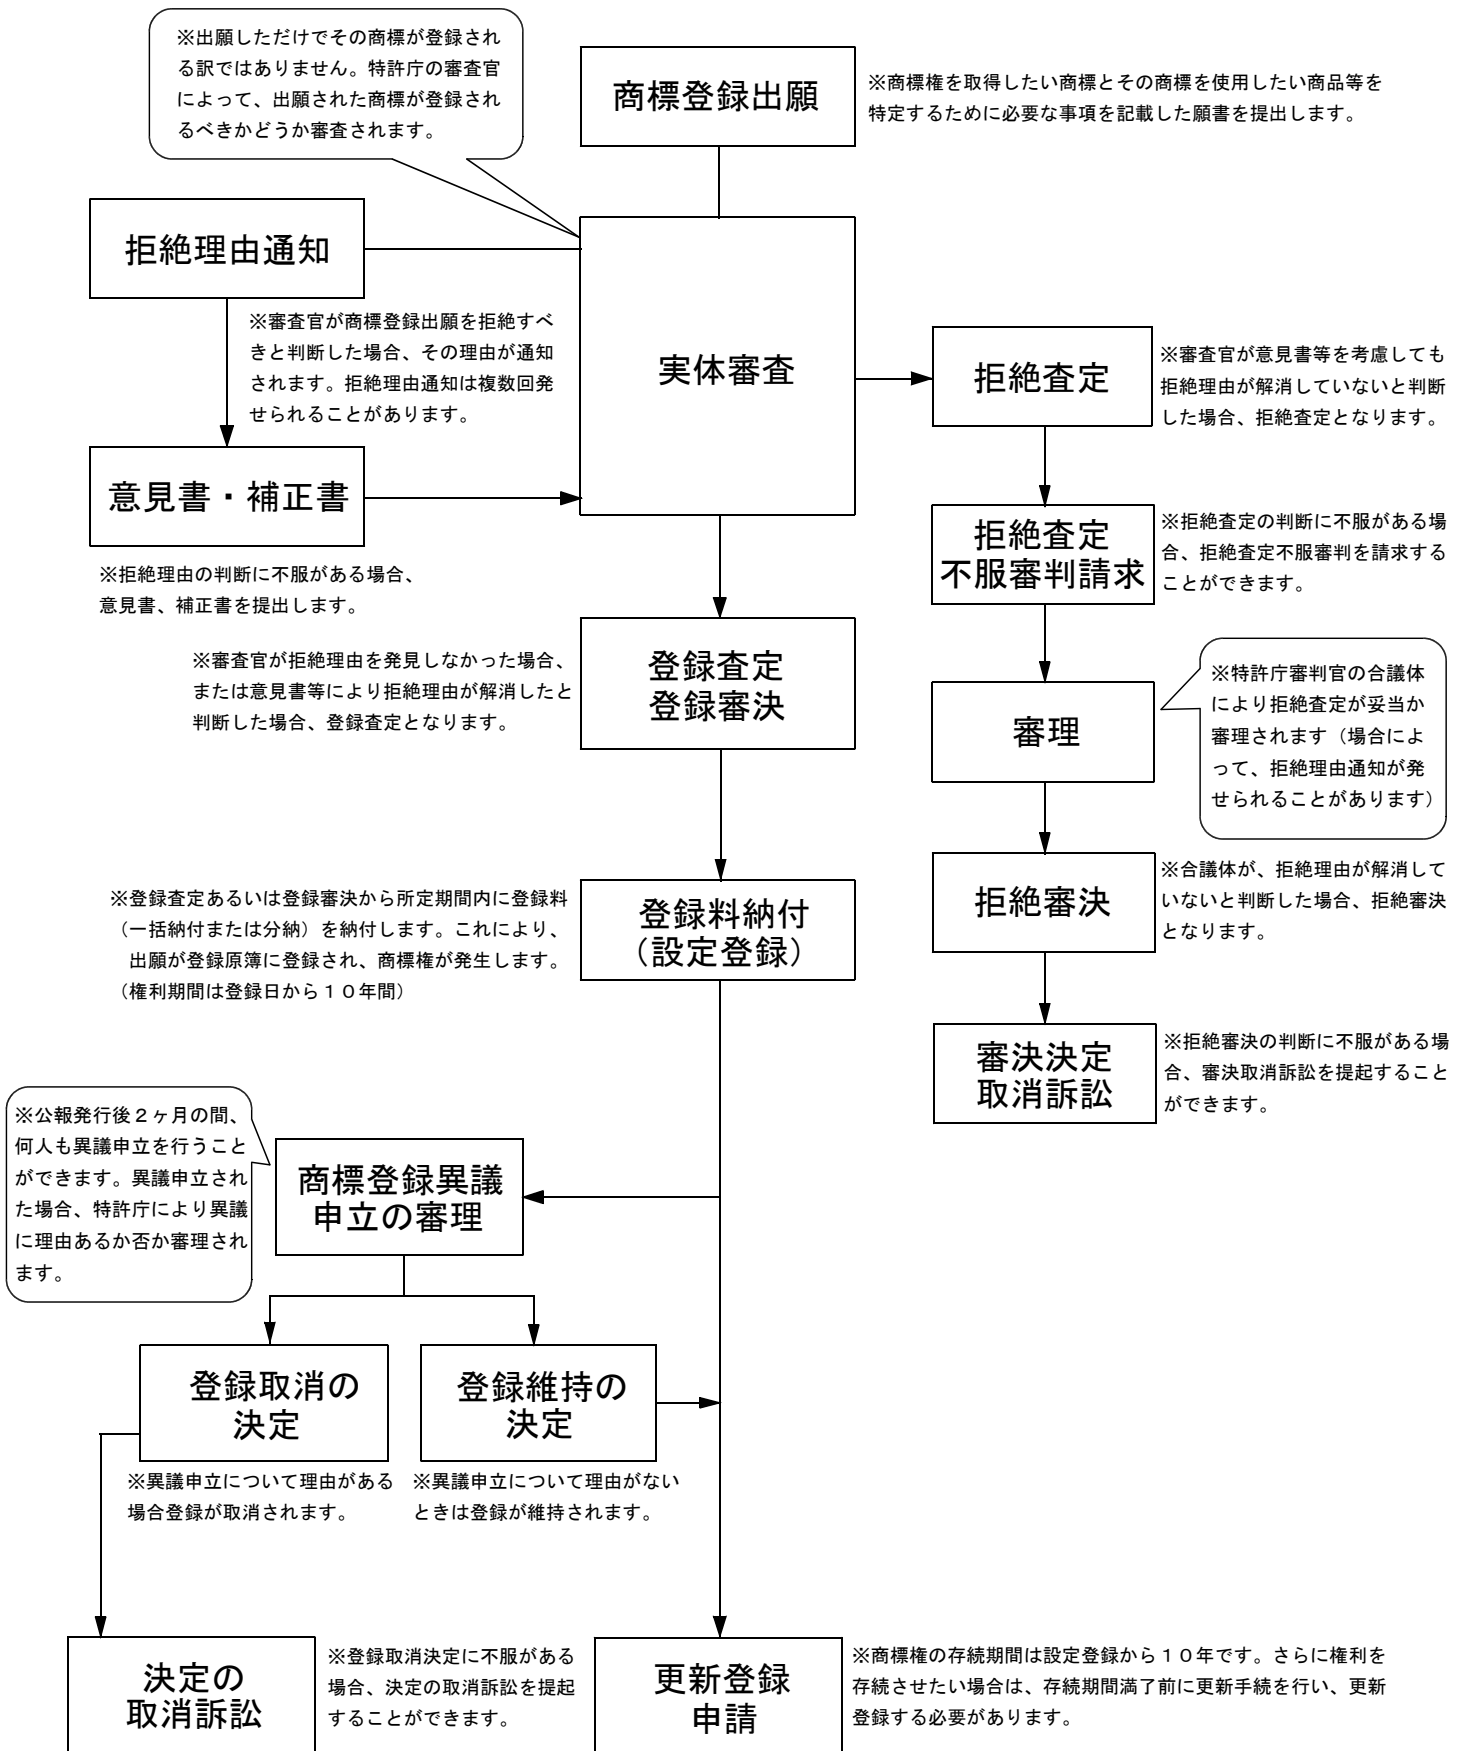 ※出願しただけでその商標が登録され
る訳ではありません。特許庁の審査官
によって、出願された商標が登録され
るべきかどうか審査されます。
商標登録出願
※商標権を取得したい商標とその商標を使用したい商品等を
特定するために必要な事項を記載した願書を提出します。
拒絶理由通知
※審査官が商標登録出願を拒絶すべ
きと判断した場合、その理由が通知
されます。拒絶理由通知は複数回発
せられることがあります。
実体審査
拒絶査定
※審査官が意見書等を考慮しても
拒絶理由が解消していないと判断
した場合、拒絶査定となります。
意見書・補正書
※拒絶理由の判断に不服がある場合、
意見書、補正書を提出します。
拒絶査定
不服審判請求
※拒絶査定の判断に不服がある場
合、拒絶査定不服審判を請求する
ことができます。
※審査官が拒絶理由を発見しなかった場合、
または意見書等により拒絶理由が解消したと
判断した場合、登録査定となります。
登録査定
登録審決
審理
※特許庁審判官の合議体
により拒絶査定が妥当か
審理されます（場合によ
って、拒絶理由通知が発
せられることがあります）
※登録査定あるいは登録審決から所定期間内に登録料
（一括納付または分納）を納付します。これにより、
出願が登録原簿に登録され、商標権が発生します。
（権利期間は登録日から１０年間）
登録料納付
（設定登録）
拒絶審決
※合議体が、拒絶理由が解消して
いないと判断した場合、拒絶審決
となります。
審決決定
取消訴訟
※拒絶審決の判断に不服がある場
合、審決取消訴訟を提起すること
ができます。
※公報発行後２ヶ月の間、
何人も異議申立を行うこと
ができます。異議申立され
た場合、特許庁により異議
に理由あるか否か審理され
ます。
商標登録異議
申立の審理
登録取消の
決定
※異議申立について理由がある
場合登録が取消されます。
登録維持の
決定
※異議申立について理由がない
ときは登録が維持されます。
決定の
取消訴訟
※登録取消決定に不服がある
場合、決定の取消訴訟を提起
することができます。
更新登録
申請
※商標権の存続期間は設定登録から１０年です。さらに権利を
存続させたい場合は、存続期間満了前に更新手続を行い、更新
登録する必要があります。